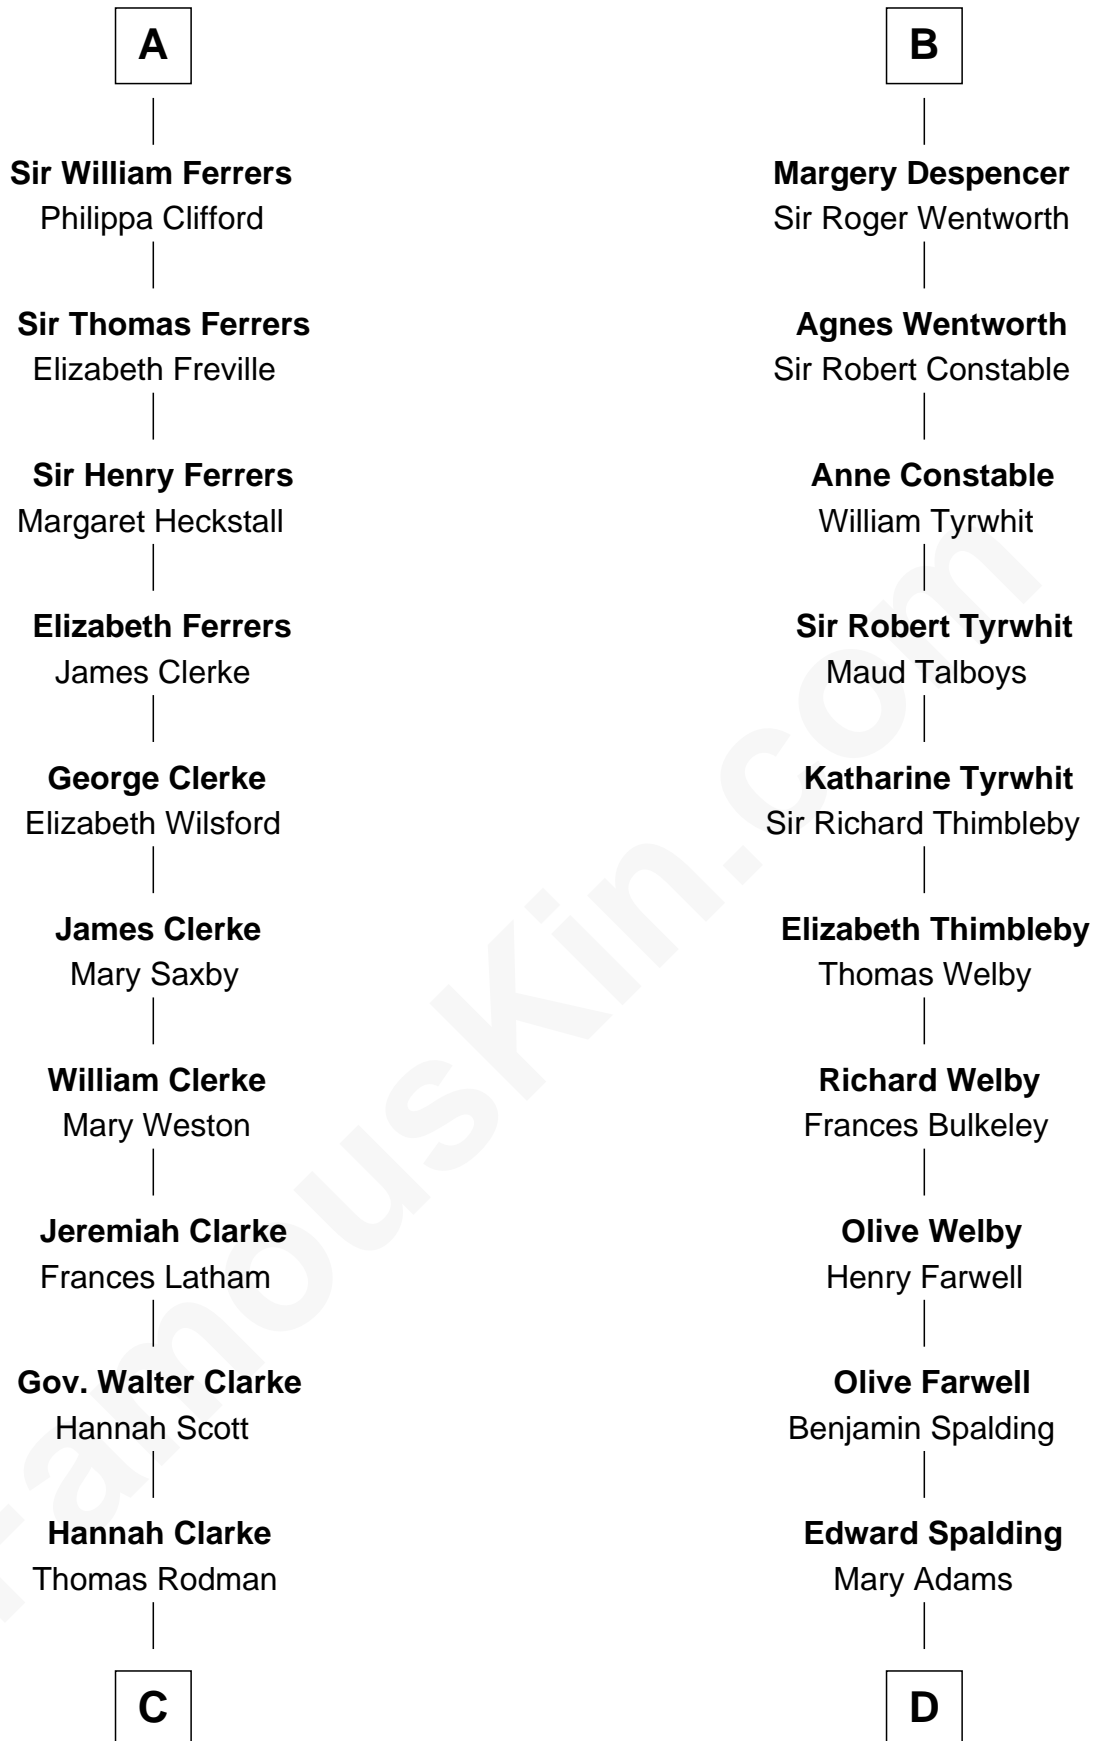 A
Sir William Ferrers
Philippa Clifford
Sir Thomas Ferrers
Elizabeth Freville
Sir Henry Ferrers
Margaret Heckstall
Elizabeth Ferrers
James Clerke
George Clerke
Elizabeth Wilsford
James Clerke
Mary Saxby
William Clerke
Mary Weston
Jeremiah Clarke
Frances Latham
Gov. Walter Clarke
Hannah Scott
Hannah Clarke
Thomas Rodman
C
B
Margery Despencer
Sir Roger Wentworth
Agnes Wentworth
Sir Robert Constable
Anne Constable
William Tyrwhit
Sir Robert Tyrwhit
Maud Talboys
Katharine Tyrwhit
Sir Richard Thimbleby
Elizabeth Thimbleby
Thomas Welby
Richard Welby
Frances Bulkeley
Olive Welby
Henry Farwell
Olive Farwell
Benjamin Spalding
Edward Spalding
Mary Adams
D
FamousKin.com